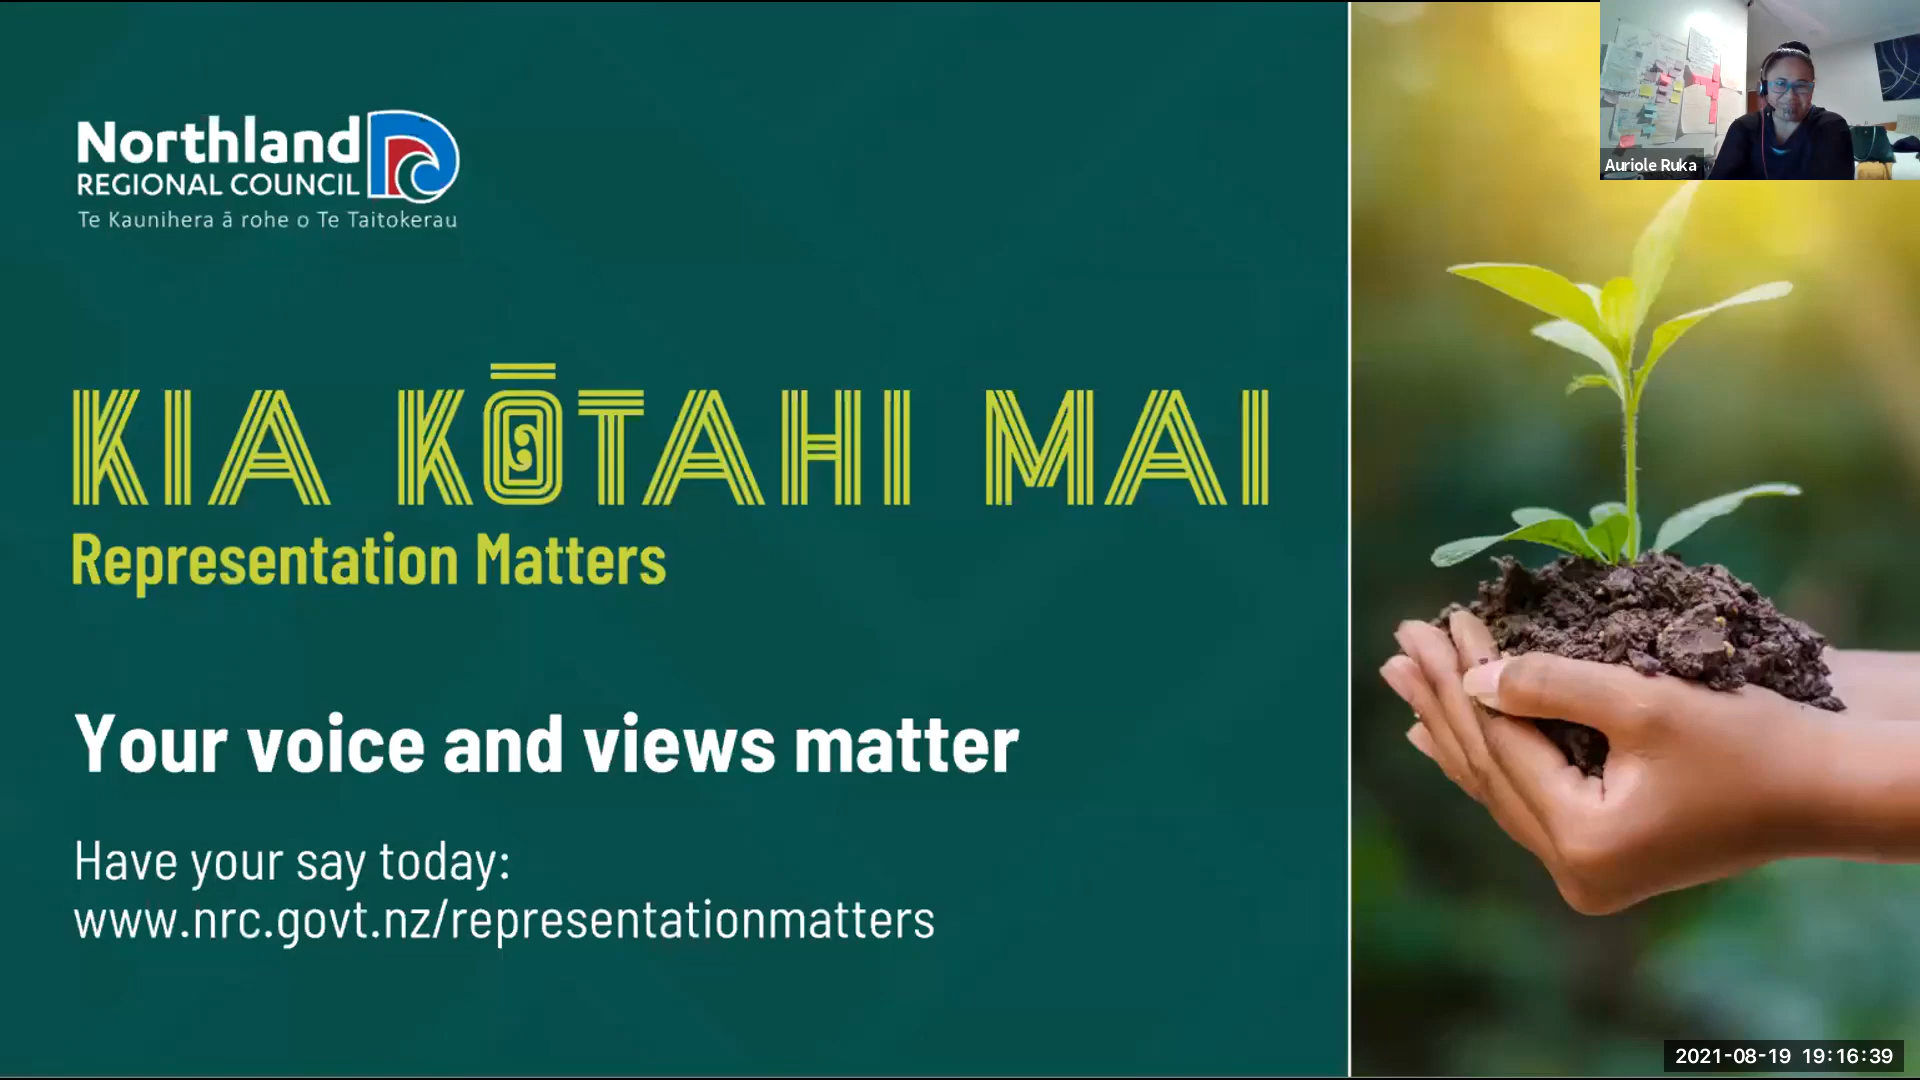 Northland
REGIONAL COUNCIL
Te Kaunihera ā rohe o Te Taitokerau
KIA KŌTAHI MAI
Representation Matters
Your voice and views matter
Have your say today:
www.nrc.govt.nz/representationmatters
Auriole Ruka
2021-08-19 19:16:39